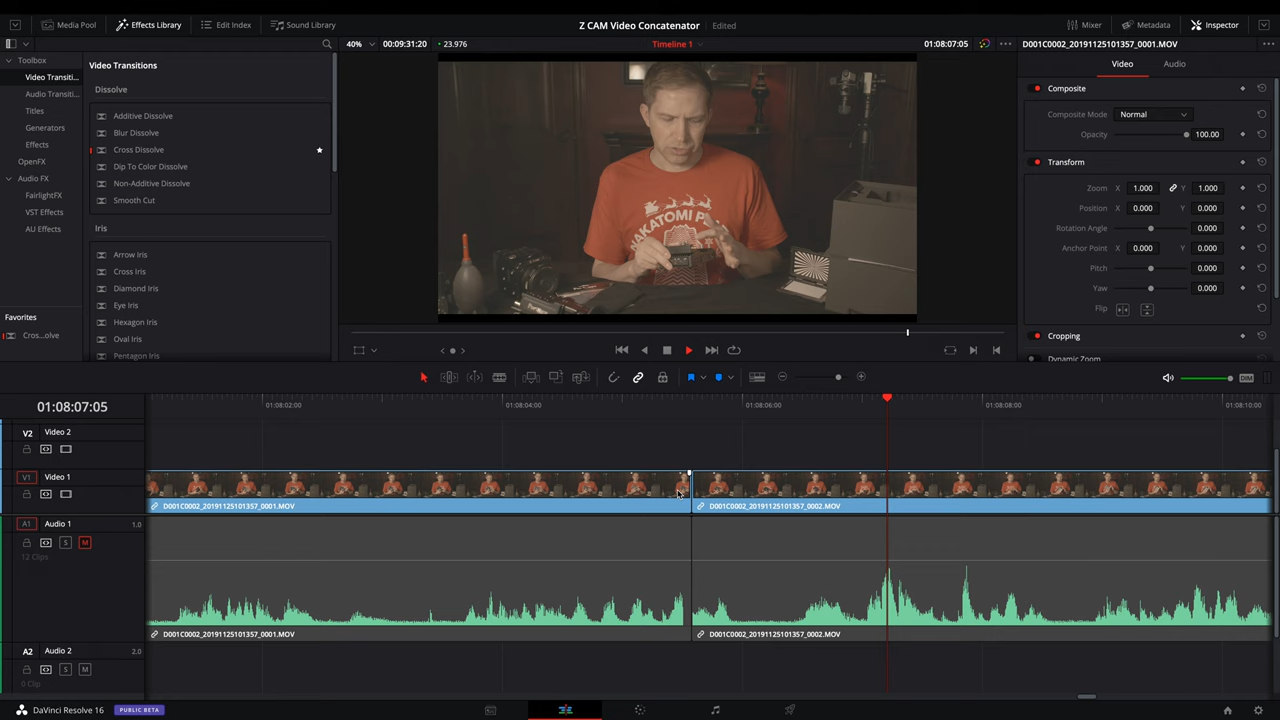 Media Pool
Effects Library
Edit Index
Sound Library
Z CAM Video Concatenator
Edited
Mixer
Metadata
Inspector
40%
00:09:31:20
23.976
Timeline 1
01:08:07:05
D001C0002_20191125101357_0001.MOV
Toolbox
Video Transiti...
Audio Transiti...
Titles
Generators
Effects
OpenFX
Audio FX
FairlightFX
VST Effects
AU Effects
Favorites
Cros...olve
Video Transitions
Dissolve
Additive Dissolve
Blur Dissolve
Cross Dissolve
Dip To Color Dissolve
Non-Additive Dissolve
Smooth Cut
Iris
Arrow Iris
Cross Iris
Diamond Iris
Eye Iris
Hexagon Iris
Oval Iris
Pentagon Iris
NAKATOMI P
Video
Audio
Composite
Composite Mode
Normal
Opacity
100.00
Transform
Zoom X 1.000 Y 1.000
Position X 0.000 Y 0.000
Rotation Angle 0.000
Anchor Point X 0.000 Y 0.000
Pitch 0.000
Yaw 0.000
Flip
Cropping
Dynamic Zoom
DIM
01:08:07:05
01:08:02:00
01:08:04:00
01:08:06:00
01:08:08:00
01:08:10:00
V2 Video 2
V1 Video 1
D001C0002_20191125101357_0001.MOV
D001C0002_20191125101357_0002.MOV
A1 Audio 1 1.0
S M
12 Clips
D001C0002_20191125101357_0001.MOV
D001C0002_20191125101357_0002.MOV
A2 Audio 2 2.0
S M
0 Clip
DaVinci Resolve 16
PUBLIC BETA